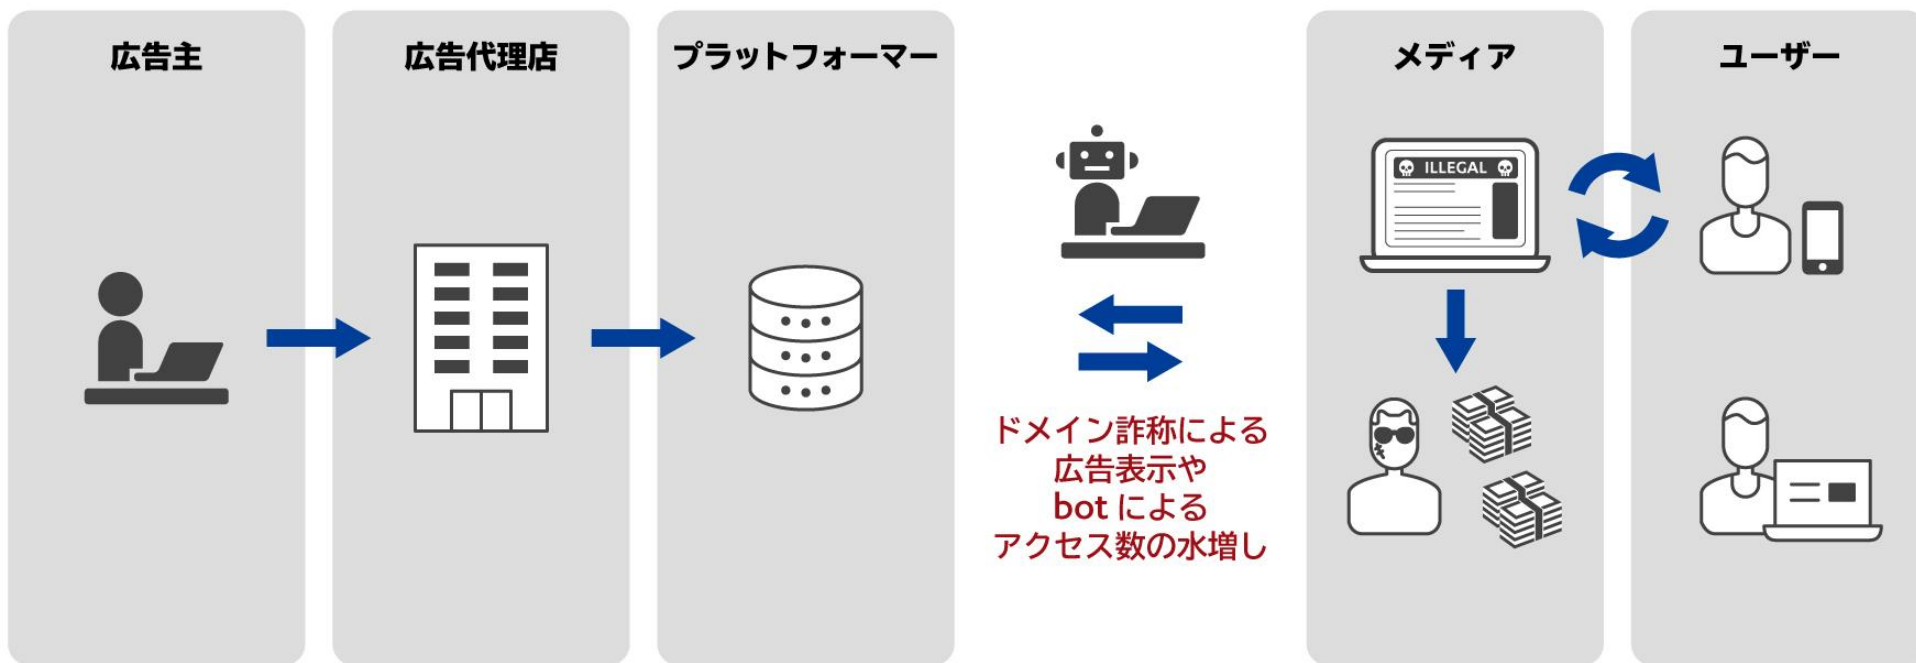 広告主
広告代理店
プラットフォーマー
メディア
ユーザー
ILLEGAL
ドメイン詐称による
広告表示や
bot による
アクセス数の水増し